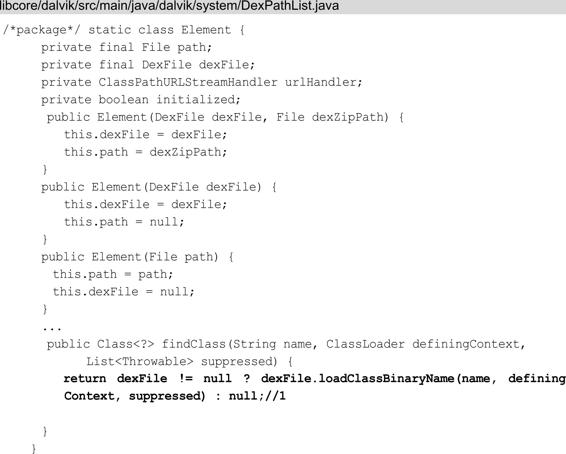 libcore/dalvik/src/main/java/dalvik/system/DexPathList.java
/*package*/ static class Element {
private final File path;
private final DexFile dexFile;
private ClassPathURLStreamHandler urlHandler;
private boolean initialized;
public Element(DexFile dexFile, File dexZipPath) {
this.dexFile = dexFile;
this.path = dexZipPath;
}
public Element(DexFile dexFile) {
this.dexFile = dexFile;
this.path = null;
}
public Element(File path) {
this.path = path;
this.dexFile = null;
}
...
public Class<?> findClass(String name, ClassLoader definingContext,
List<Throwable> suppressed) {
return dexFile != null ? dexFile.loadClassBinaryName(name, defining
Context, suppressed) : null;//1
}
}